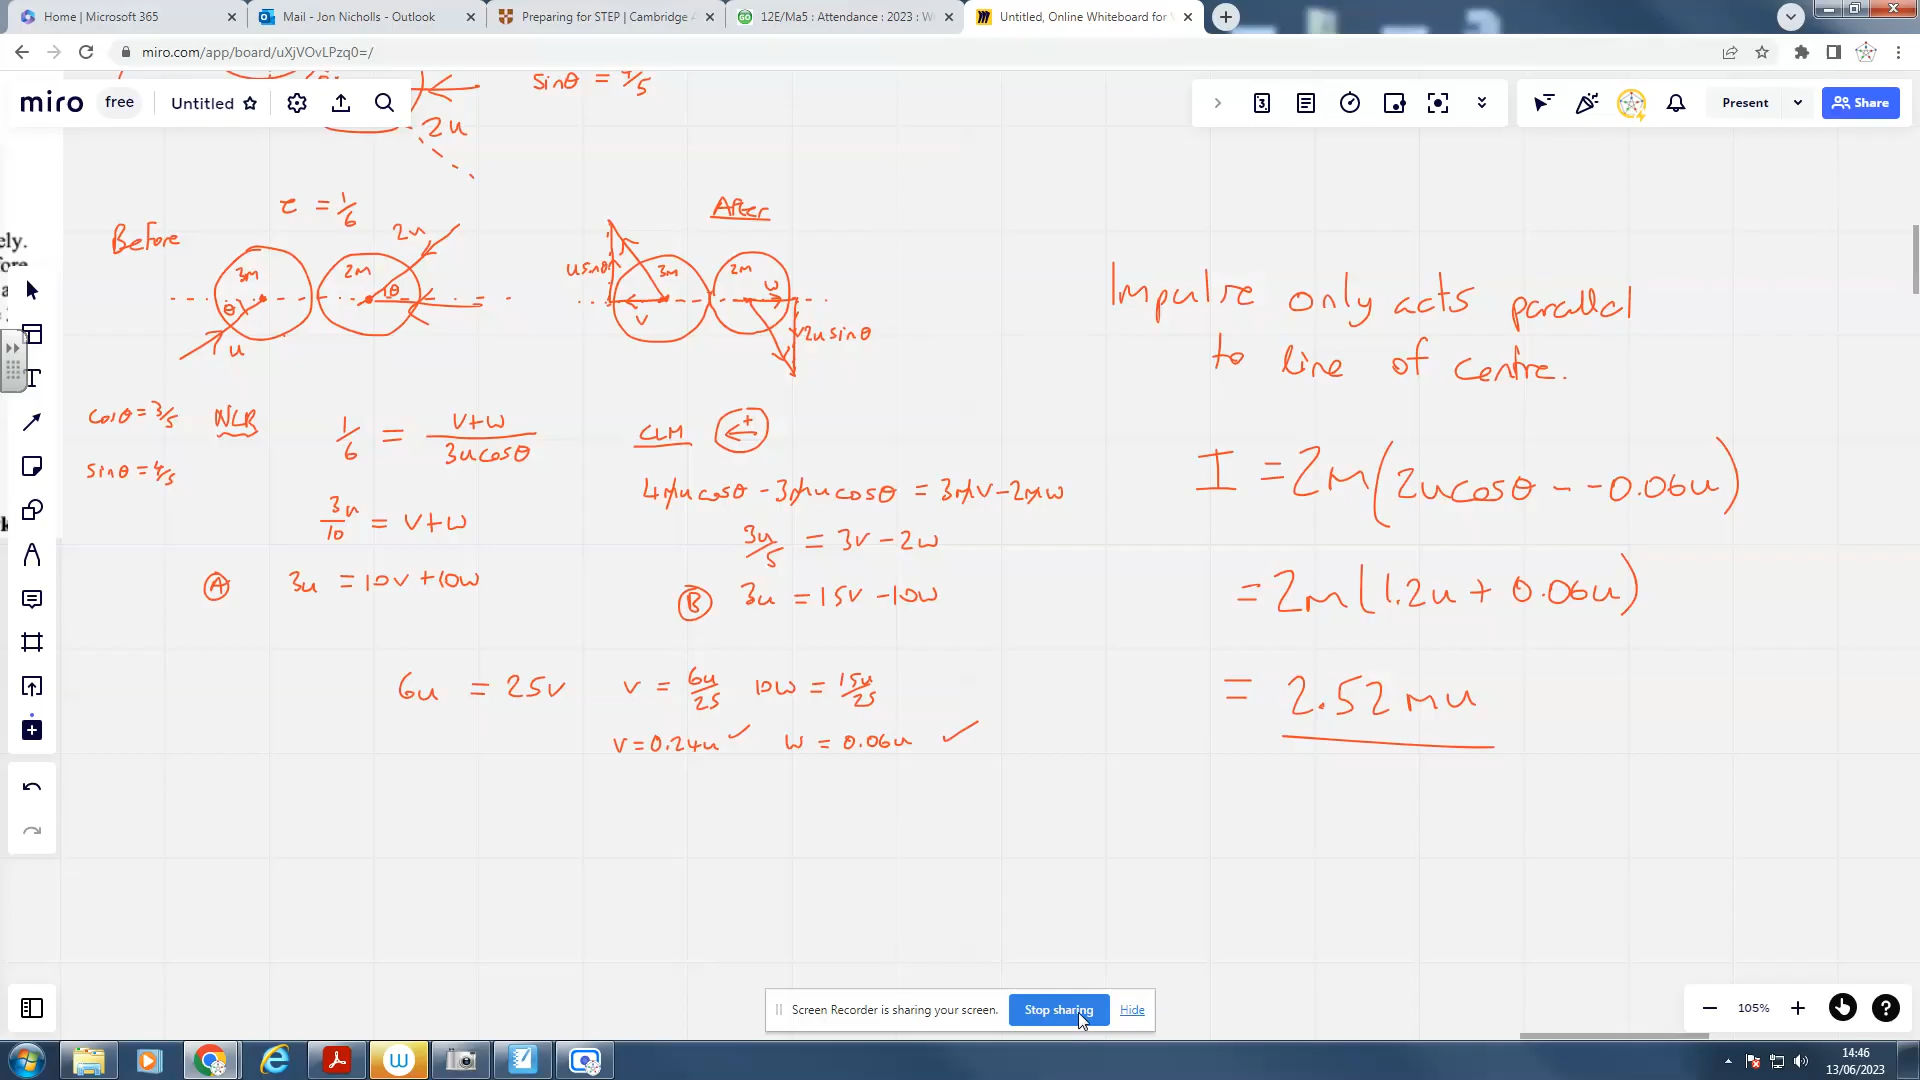 Home | Microsoft 365
Mail - Jon Nicholls - Outlook
Preparing for STEP | Cambridge
12E/Ma5 : Attendance : 2023 : W
Untitled, Online Whiteboard for
miro.com/app/board/uXjVOvLPzq0=/
miro free Untitled
3
Present
Share
sinθ = 4/5
2u
ely.
fore
a
Before
e = 1/6
2u
3m
2m
θ
θ
u
After
usinθ
3m
2m
v
w
2usinθ
Impulse only acts parallel
to line of centre.
cosθ = 3/5
sinθ = 4/5
NLR
1/6 = (v+w)/(3ucosθ)
3u/10 = v+w
Ⓐ 3u = 10v + 10w
CLM ← +
4mucosθ - 3mucosθ = 3mv - 2mw
3u/5 = 3v - 2w
Ⓑ 3u = 15v - 10w
6u = 25v v = 6u/25 10w = 15u/25
v = 0.24u ✓ w = 0.06u ✓
I = 2m(2ucosθ - -0.06u)
= 2m(1.2u + 0.06u)
= 2.52mu
Screen Recorder is sharing your screen.
Stop sharing
Hide
105%
14:46
13/06/2023